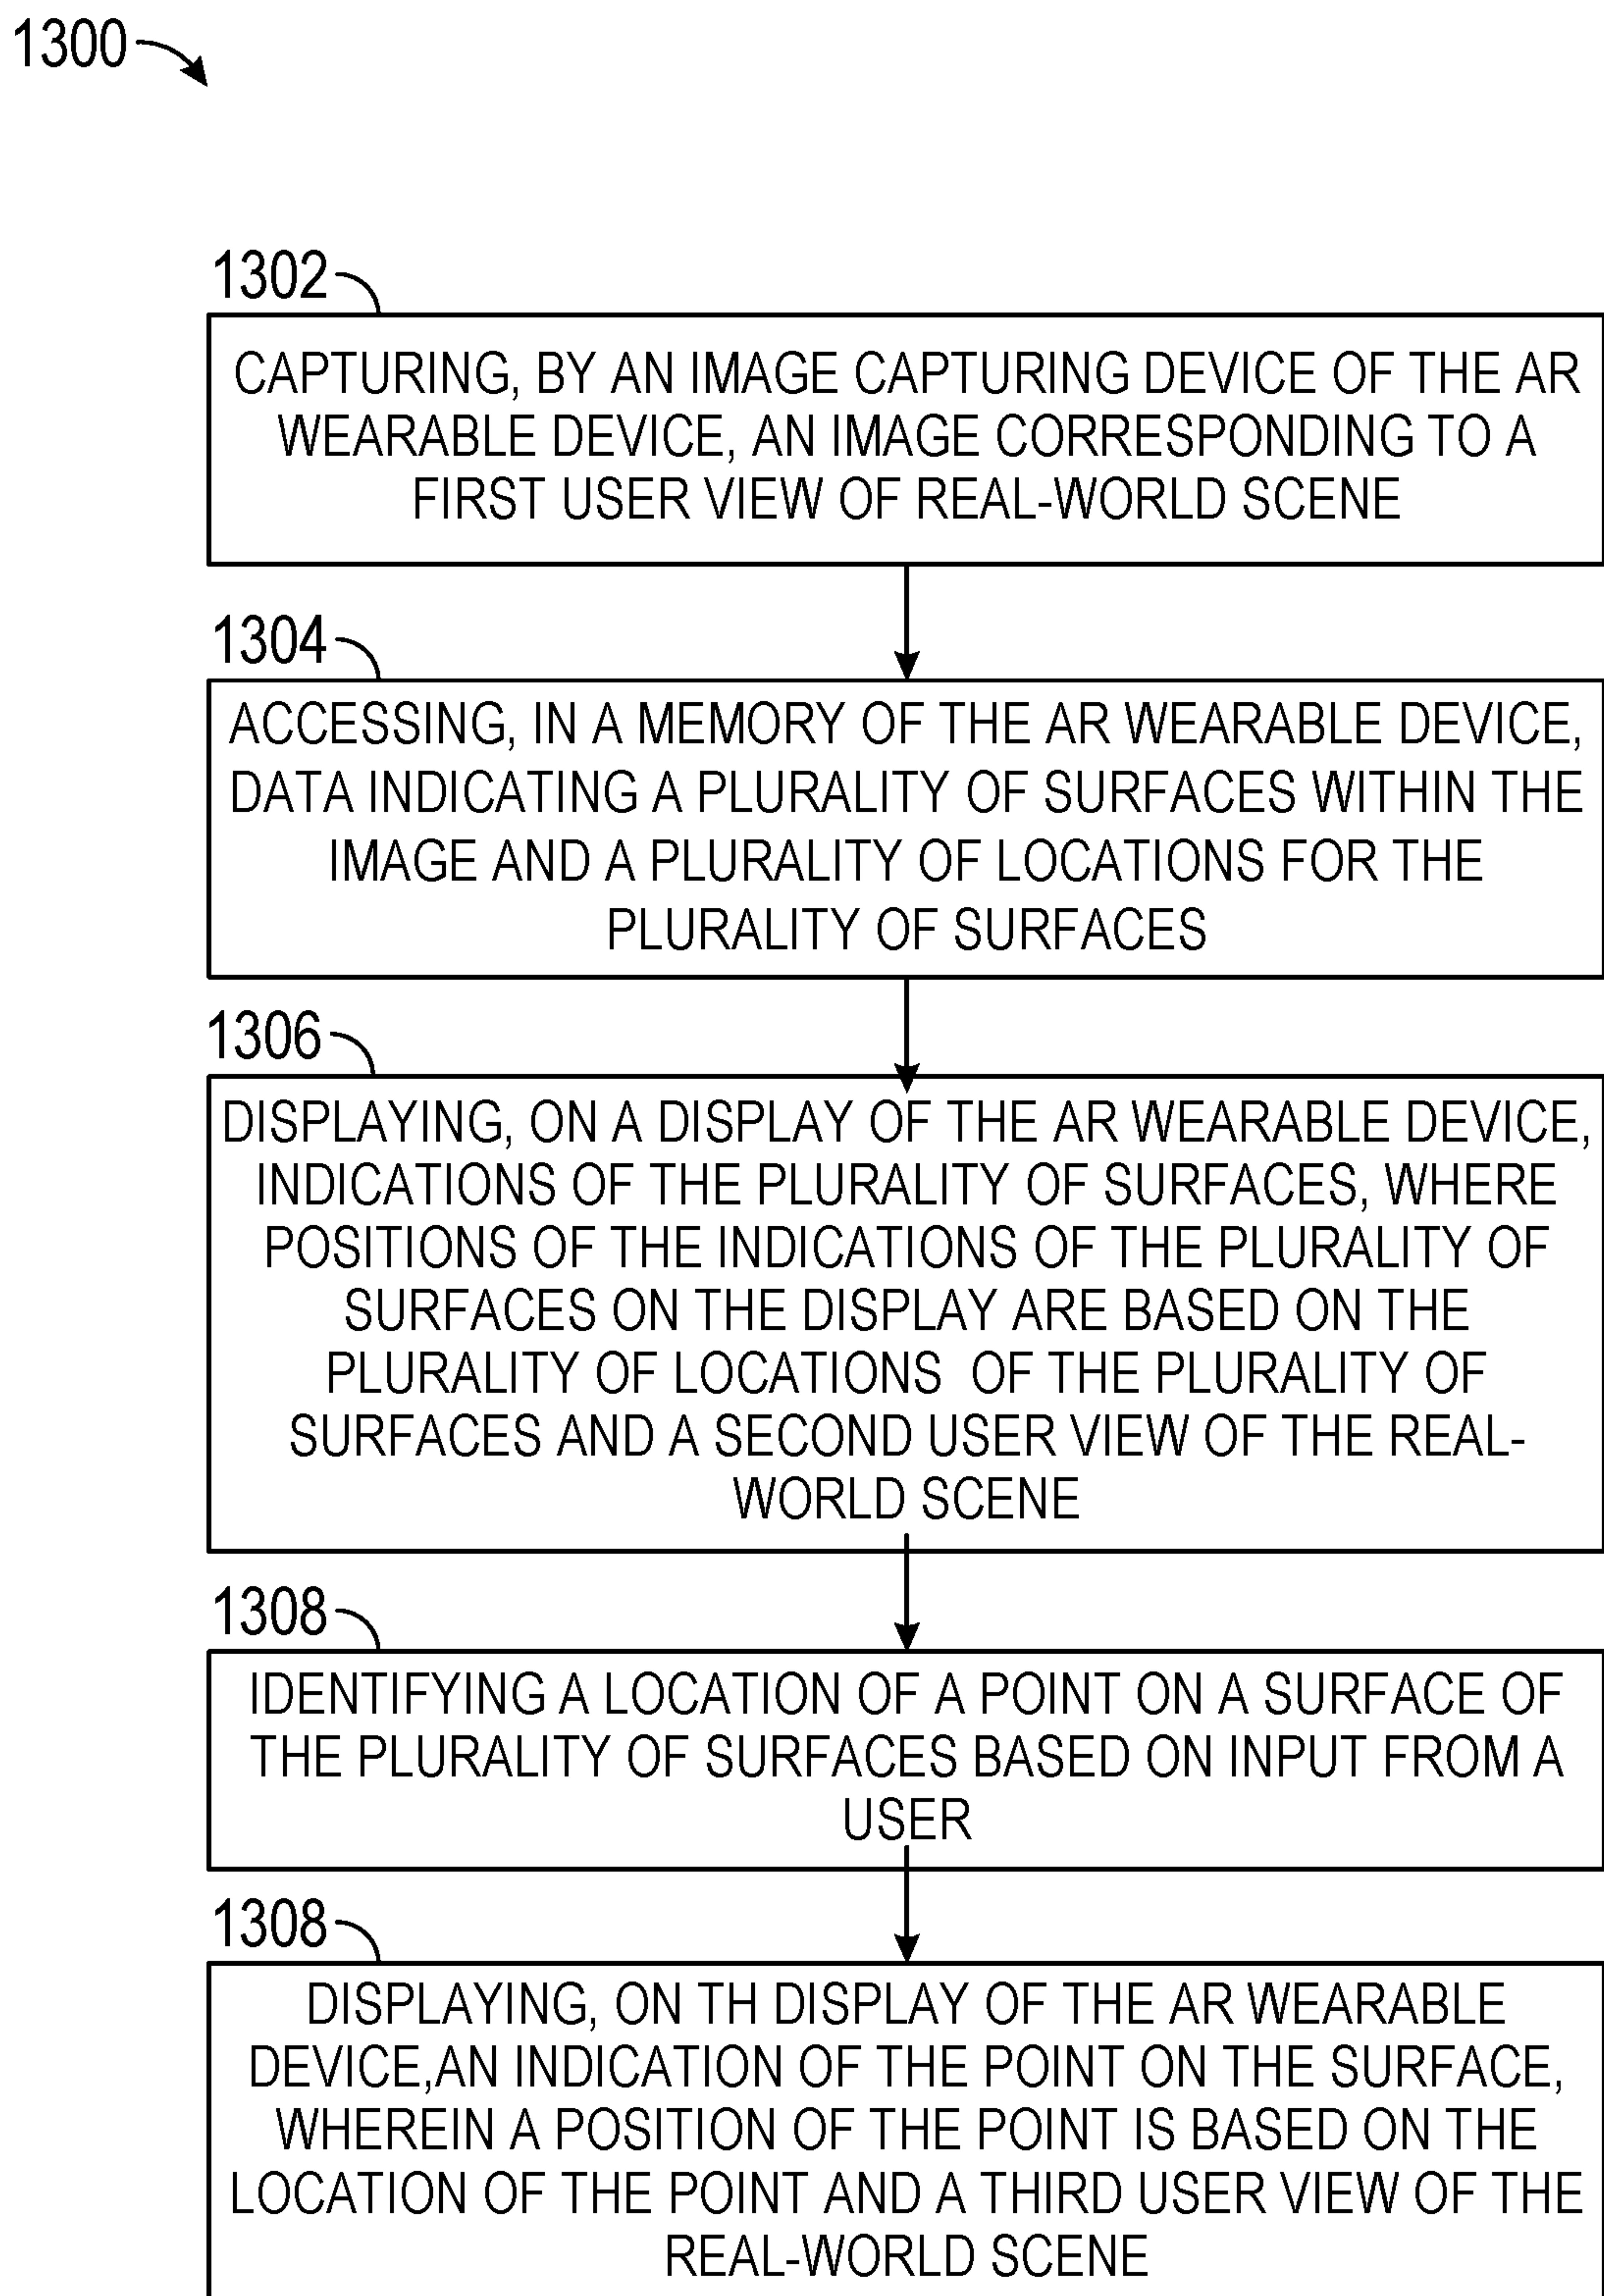 1300
1302
CAPTURING, BY AN IMAGE CAPTURING DEVICE OF THE AR
WEARABLE DEVICE, AN IMAGE CORRESPONDING TO A
FIRST USER VIEW OF REAL-WORLD SCENE
1304
ACCESSING, IN A MEMORY OF THE AR WEARABLE DEVICE,
DATA INDICATING A PLURALITY OF SURFACES WITHIN THE
IMAGE AND A PLURALITY OF LOCATIONS FOR THE
PLURALITY OF SURFACES
1306
DISPLAYING, ON A DISPLAY OF THE AR WEARABLE DEVICE,
INDICATIONS OF THE PLURALITY OF SURFACES, WHERE
POSITIONS OF THE INDICATIONS OF THE PLURALITY OF
SURFACES ON THE DISPLAY ARE BASED ON THE
PLURALITY OF LOCATIONS  OF THE PLURALITY OF
SURFACES AND A SECOND USER VIEW OF THE REAL-
WORLD SCENE
1308
IDENTIFYING A LOCATION OF A POINT ON A SURFACE OF
THE PLURALITY OF SURFACES BASED ON INPUT FROM A
USER
1308
DISPLAYING, ON TH DISPLAY OF THE AR WEARABLE
DEVICE,AN INDICATION OF THE POINT ON THE SURFACE,
WHEREIN A POSITION OF THE POINT IS BASED ON THE
LOCATION OF THE POINT AND A THIRD USER VIEW OF THE
REAL-WORLD SCENE